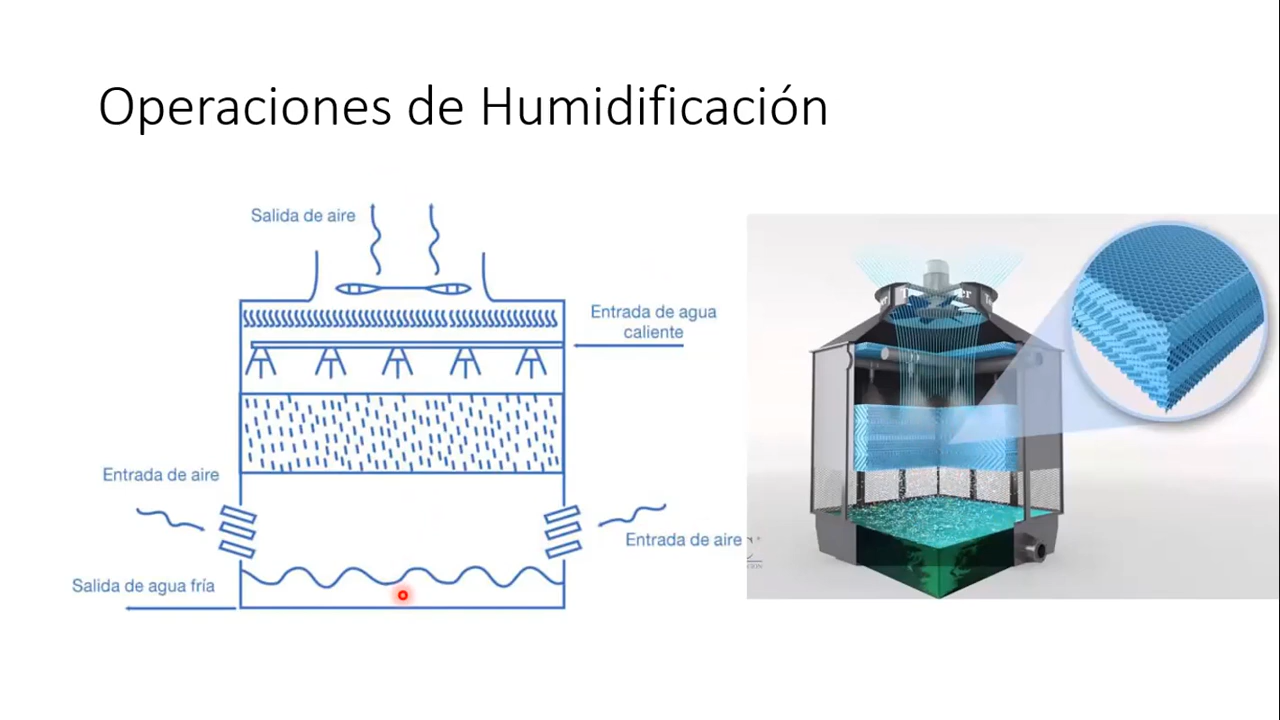 Operaciones de Humidificación
Salida de aire
Entrada de agua
caliente
Entrada de aire
Entrada de aire
Salida de agua fría